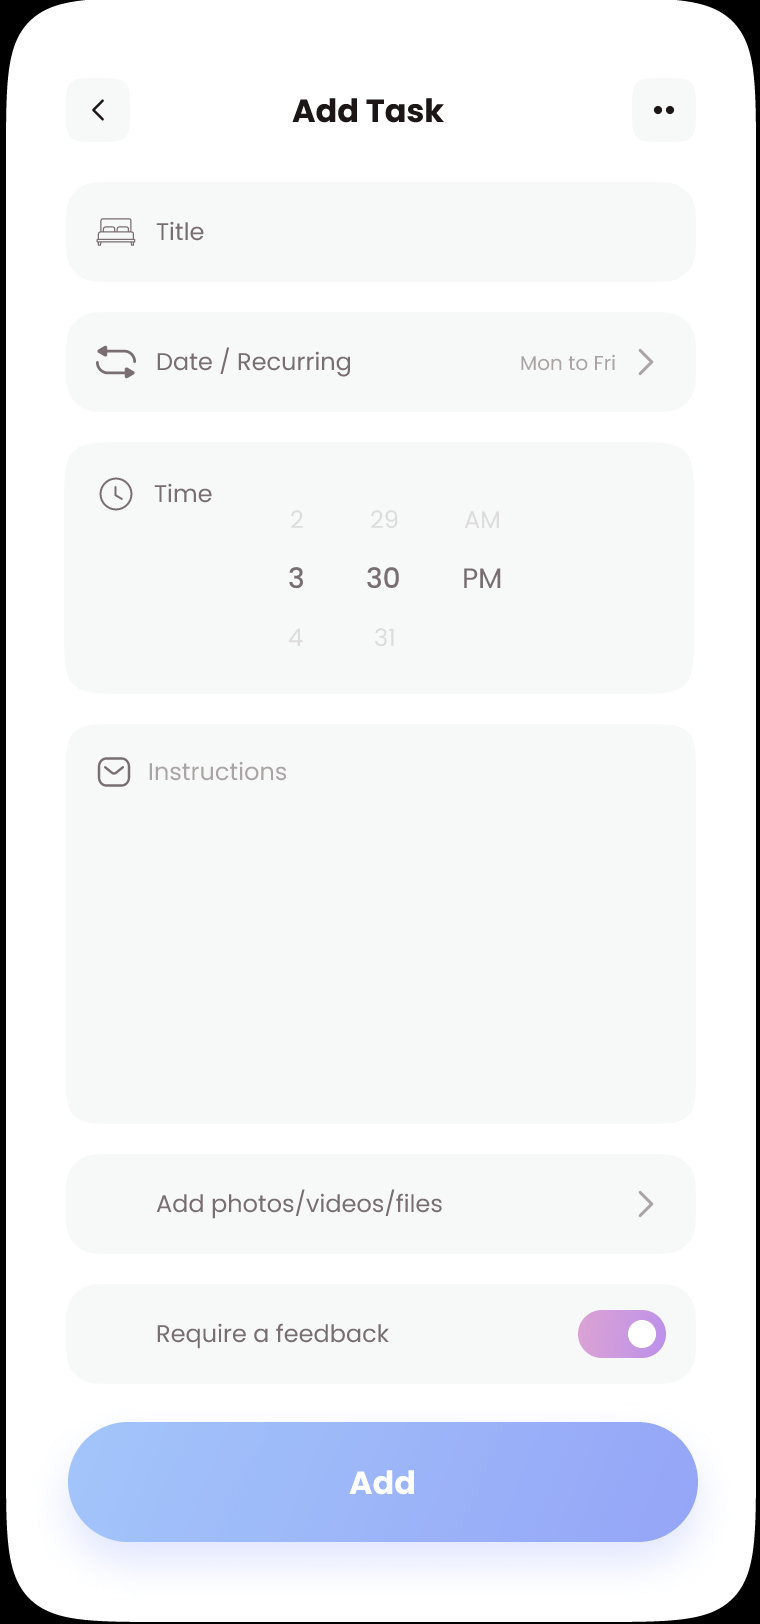 Add Task
Title
Date / Recurring Mon to Fri
Time
2 29 AM
3 30 PM
4 31
Instructions
Add photos/videos/files
Require a feedback
Add